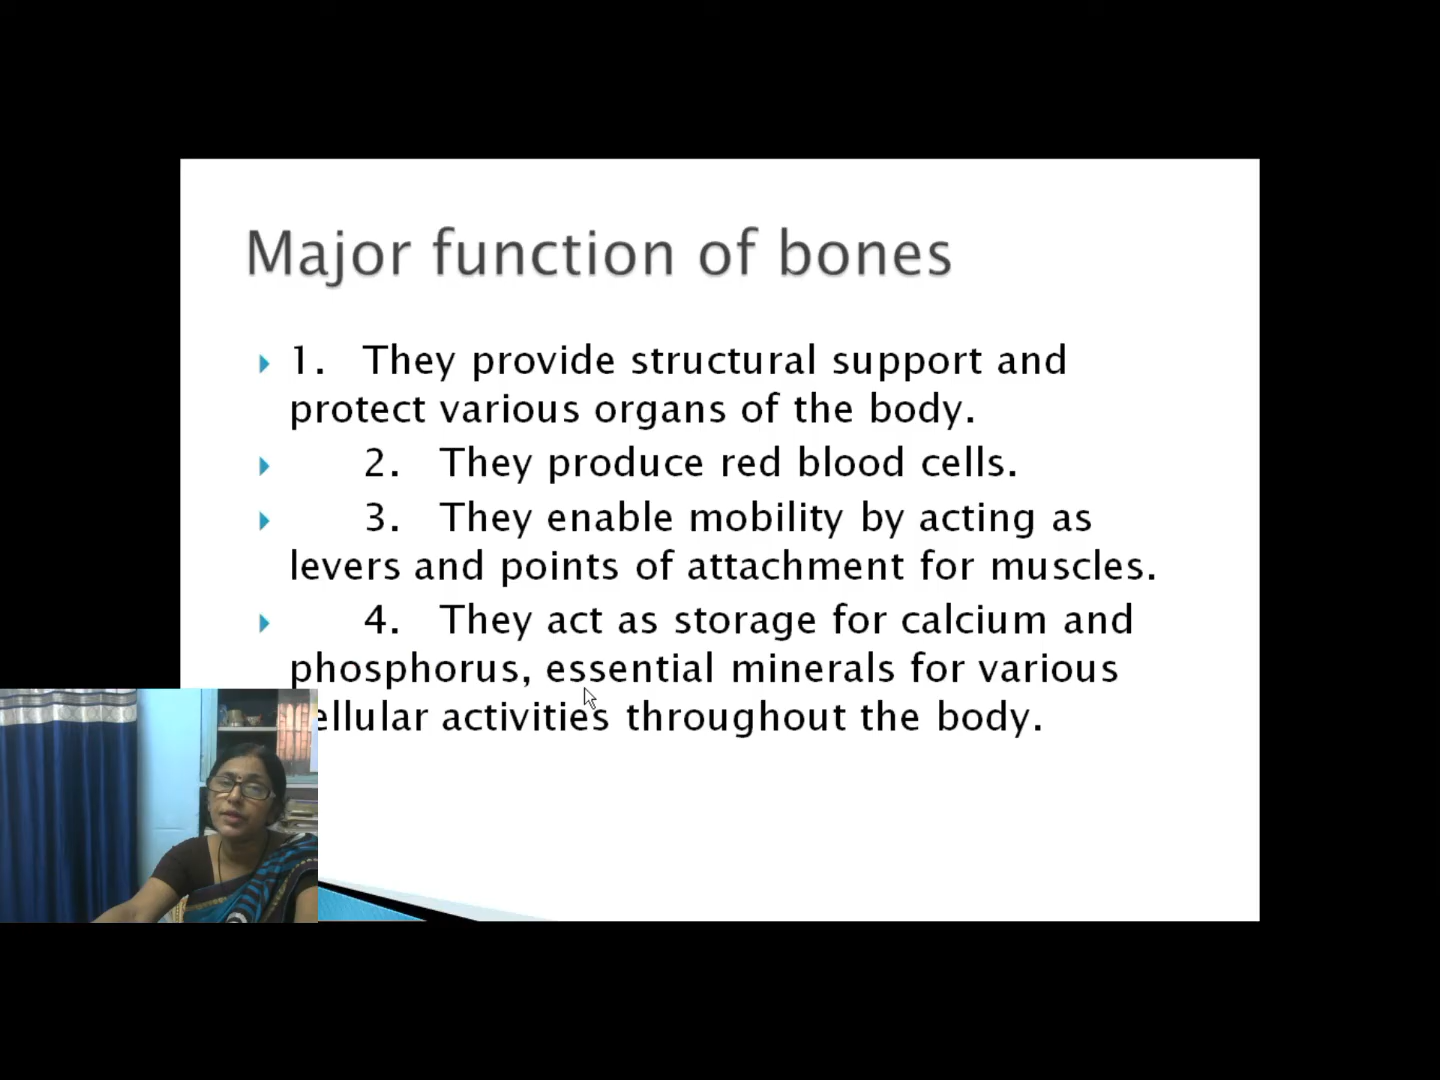 Major function of bones
1. They provide structural support and
protect various organs of the body.
2. They produce red blood cells.
3. They enable mobility by acting as
levers and points of attachment for muscles.
4. They act as storage for calcium and
phosphorus, essential minerals for various
ellular activities throughout the body.